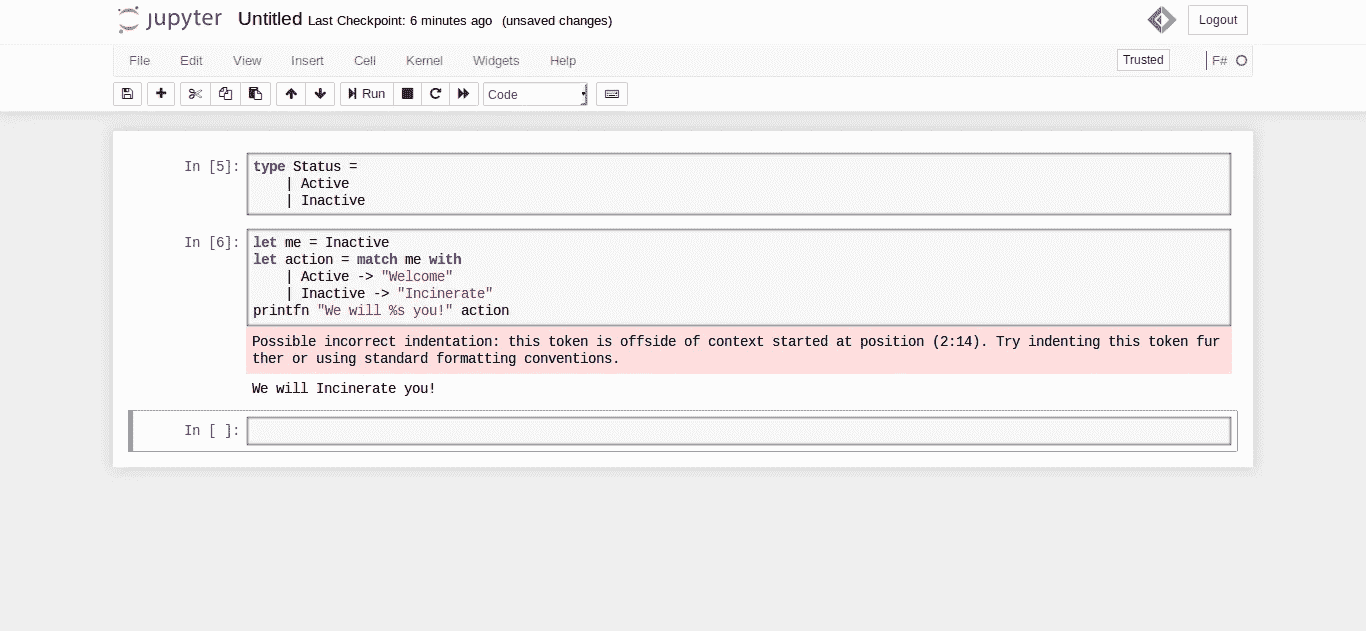 jupyter Untitled Last Checkpoint: 6 minutes ago (unsaved changes) Logout
File Edit View Insert Cell Kernel Widgets Help Trusted F#
Run Code
In [5]: type Status =
    | Active
    | Inactive
In [6]: let me = Inactive
let action = match me with
    | Active -> "Welcome"
    | Inactive -> "Incinerate"
printfn "We will %s you!" action
Possible incorrect indentation: this token is offside of context started at position (2:14). Try indenting this token fur
ther or using standard formatting conventions.
We will Incinerate you!
In [ ]: